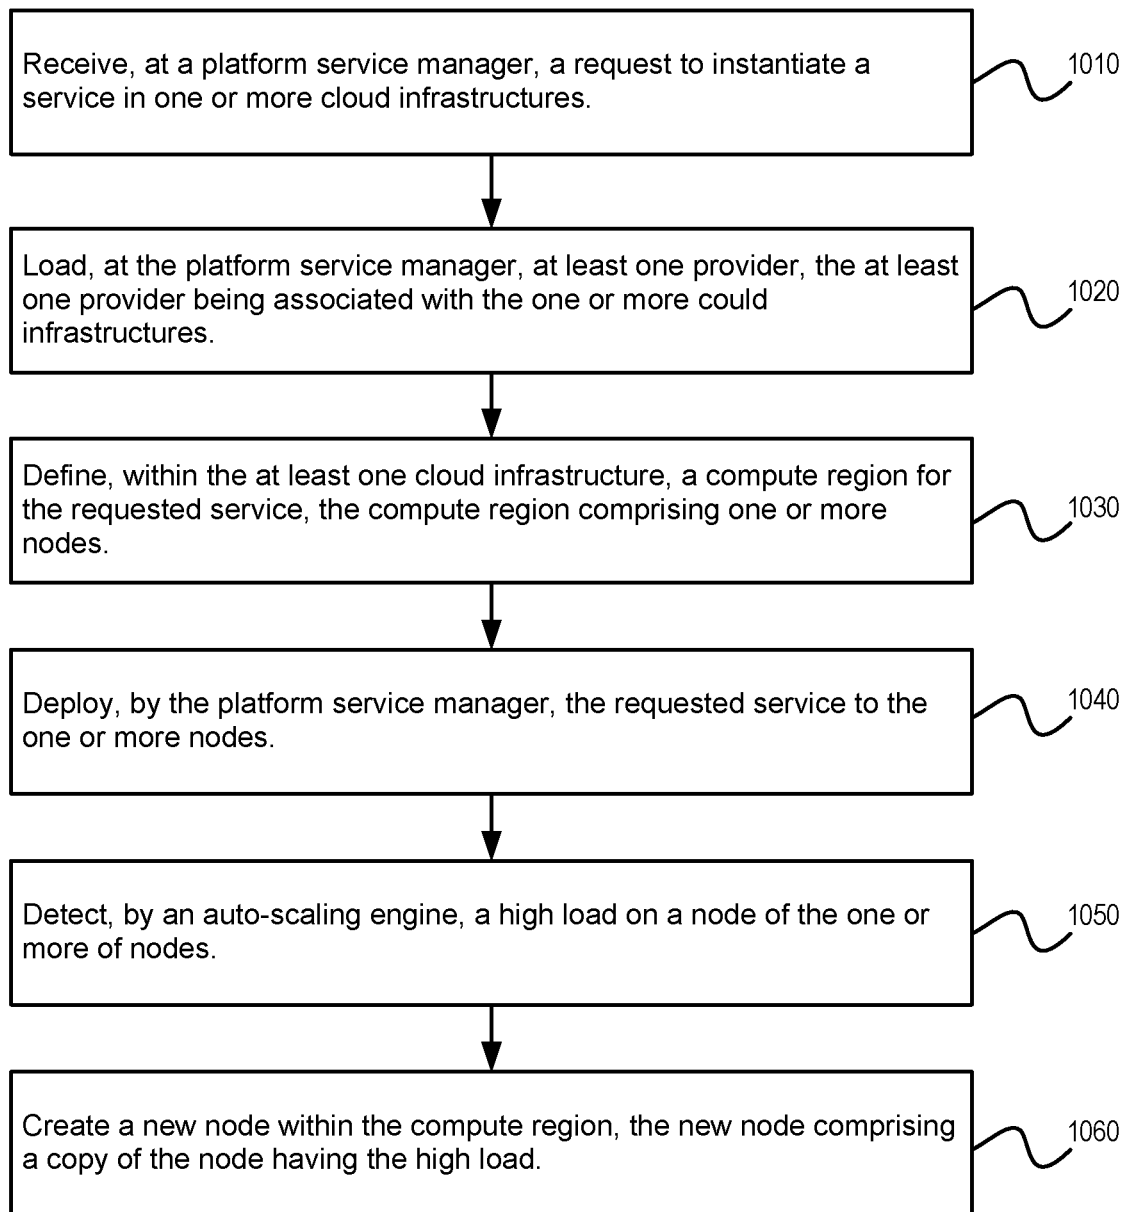 Receive, at a platform service manager, a request to instantiate a
service in one or more cloud infrastructures.
1010
Load, at the platform service manager, at least one provider, the at least
one provider being associated with the one or more could
infrastructures.
1020
Define, within the at least one cloud infrastructure, a compute region for
the requested service, the compute region comprising one or more
nodes.
1030
Deploy, by the platform service manager, the requested service to the
one or more nodes.
1040
Detect, by an auto-scaling engine, a high load on a node of the one or
more of nodes.
1050
Create a new node within the compute region, the new node comprising
a copy of the node having the high load.
1060